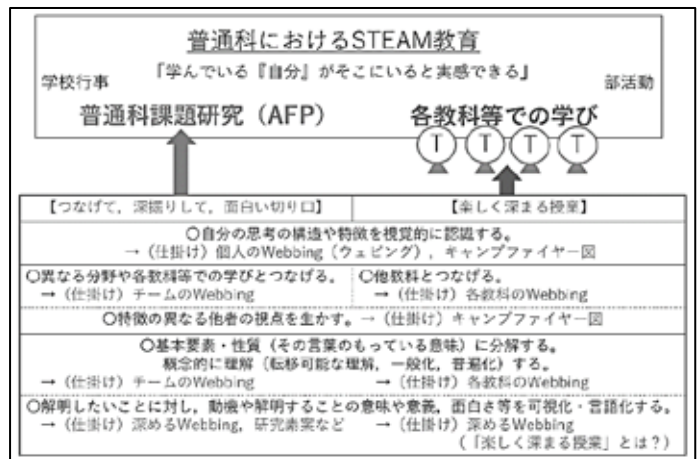 普通科におけるSTEAM教育
「学んでいる『自分』がそこにいると実感できる」
学校行事
部活動
普通科課題研究（AFP）
各教科等での学び
T T T T
【つなげて，深掘りして，面白い切り口】
【楽しく深まる授業】
○自分の思考の構造や特徴を視覚的に認認する。
→（仕掛け）個人のWebbing（ウェビング），キャンプファイヤー図
○異なる分野や各教科等での学びとつなげる。
→（仕掛け）チームのWebbing
○他教科とつなげる。
→（仕掛け）各教科のWebbing
○特徴の異なる他者の視点を生かす。→（仕掛け）キャンプファイヤー図
○基本要素・性質（その言葉のもっている意味）に分解する。
概念的に理解（転移可能な理解，一般化，普遍化）する。
→（仕掛け）チームのWebbing
→（仕掛け）各教科のWebbing
○解明したいことに対し，動機や解明することの意味や意義，面白さ等を可視化・言語化する。
→（仕掛け）深めるWebbing，研究素案など
→（仕掛け）深めるWebbing
（「楽しく深まる授業」とは？）